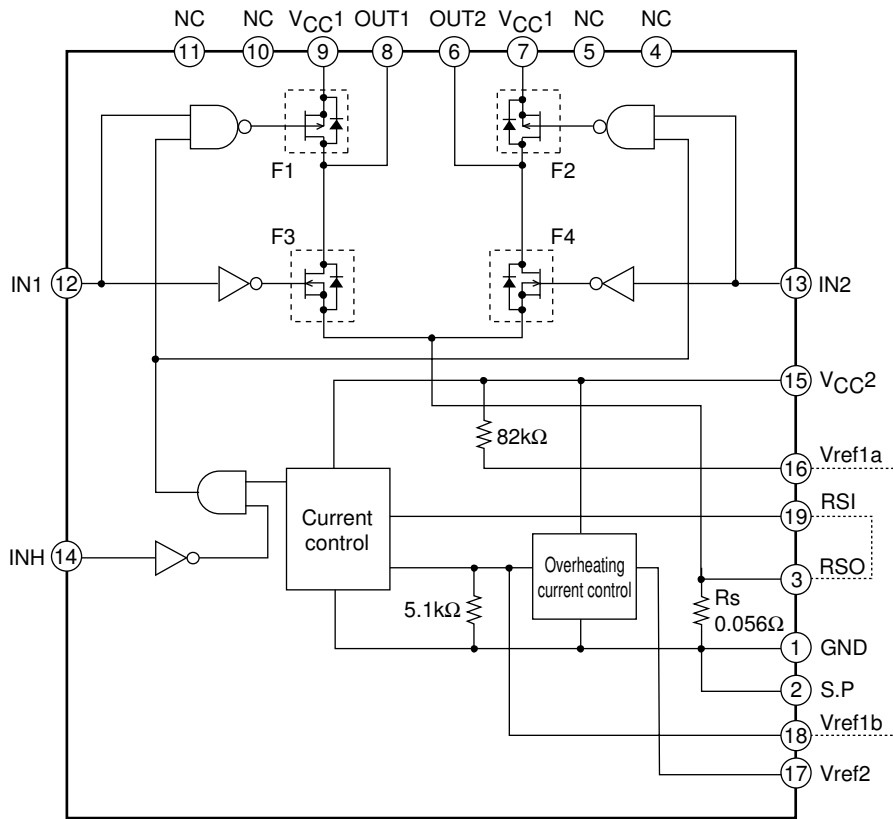 NC NC VCC1 OUT1 OUT2 VCC1 NC NC
11 10 9 8 6 7 5 4
F1 F2
F3 F4
IN1 12 13 IN2
15 VCC2
82kΩ
16 Vref1a
Current
control
19 RSI
INH 14
Overheating
current control
3 RSO
5.1kΩ
Rs
0.056Ω
1 GND
2 S.P
18 Vref1b
17 Vref2